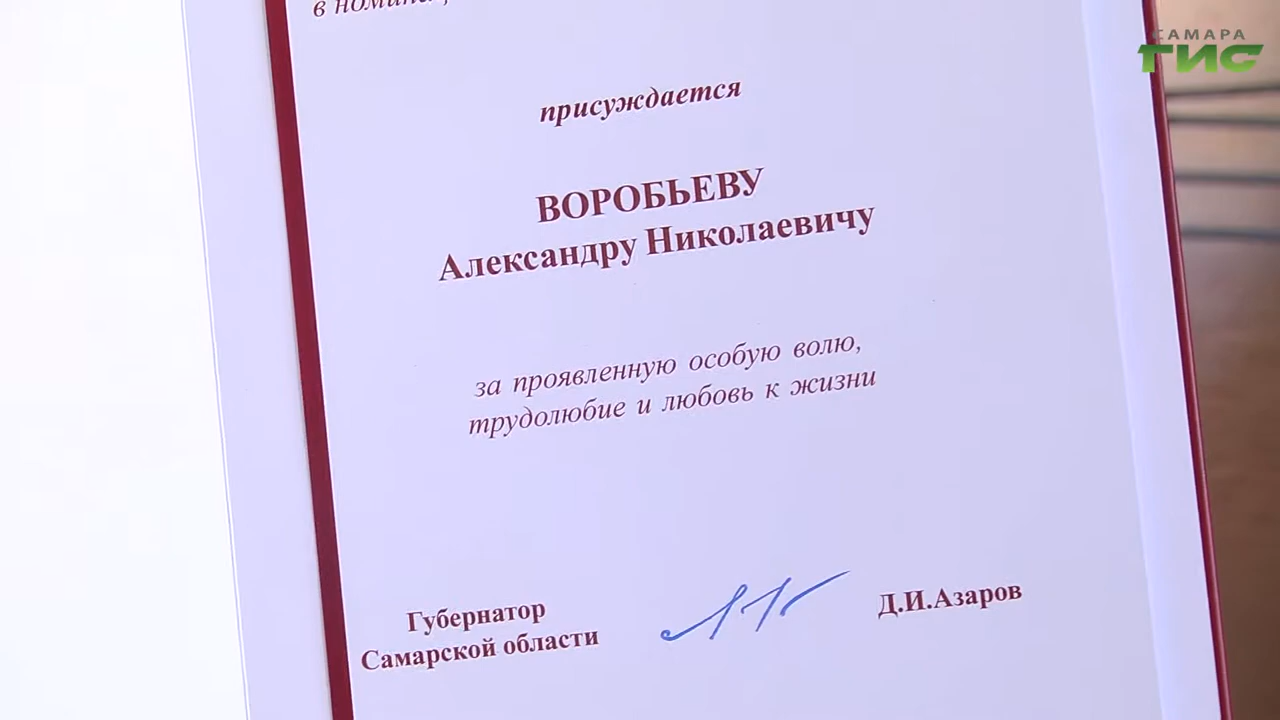 САМАРА
ГИС
присуждается
ВОРОБЬЕВУ
Александру Николаевичу
за проявленную особую волю,
трудолюбие и любовь к жизни
Губернатор
Самарской области
Д.И.Азаров